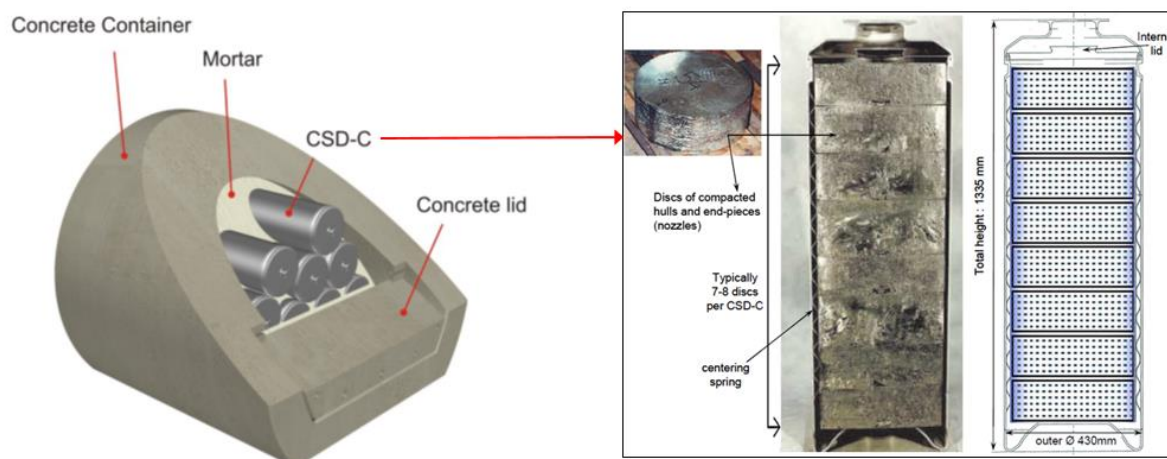 Concrete Container
Mortar
CSD-C
Concrete lid
Discs of compacted
hulls and end-pieces
(nozzles)
Typically
7-8 discs
per CSD-C
centering
spring
Total height : 1335 mm
lid
outer Ø 430mm